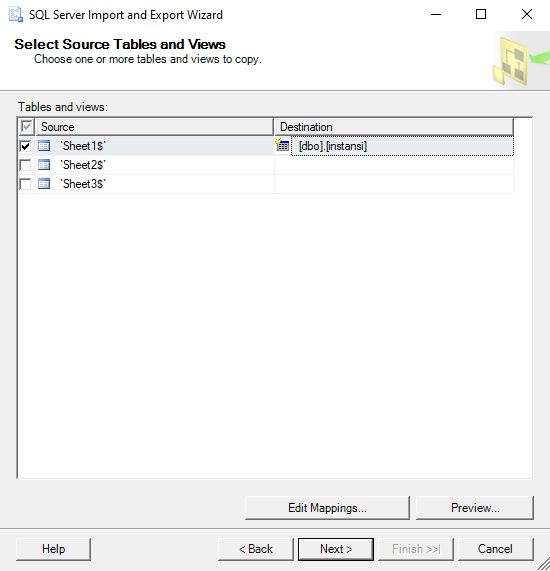 SQL Server Import and Export Wizard
Select Source Tables and Views
Choose one or more tables and views to copy.
Tables and views:
Source Destination
`Sheet1$` [dbo].[instansi]
`Sheet2$`
`Sheet3$`
Edit Mappings... Preview...
Help < Back Next > Finish >>| Cancel